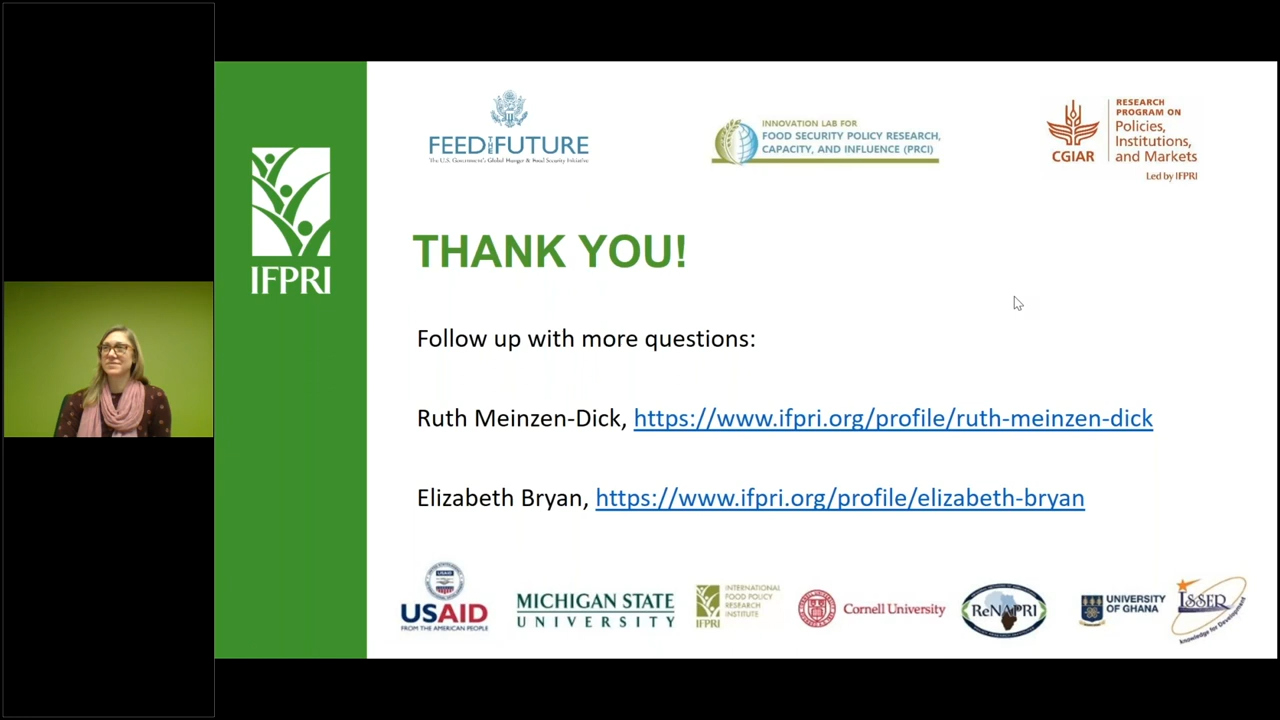 FEED THE FUTURE
The U.S. Government's Global Hunger & Food Security Initiative
INNOVATION LAB FOR
FOOD SECURITY POLICY RESEARCH,
CAPACITY, AND INFLUENCE (PRCI)
RESEARCH
PROGRAM ON
Policies,
Institutions,
and Markets
CGIAR
Led by IFPRI
IFPRI
THANK YOU!
Follow up with more questions:
Ruth Meinzen-Dick, https://www.ifpri.org/profile/ruth-meinzen-dick
Elizabeth Bryan, https://www.ifpri.org/profile/elizabeth-bryan
USAID
USAID
FROM THE AMERICAN PEOPLE
MICHIGAN STATE
UNIVERSITY
INTERNATIONAL
FOOD POLICY
RESEARCH
INSTITUTE
IFPRI
Cornell University
ReNAPRI
UNIVERSITY
OF GHANA
ISSER
knowledge for Development